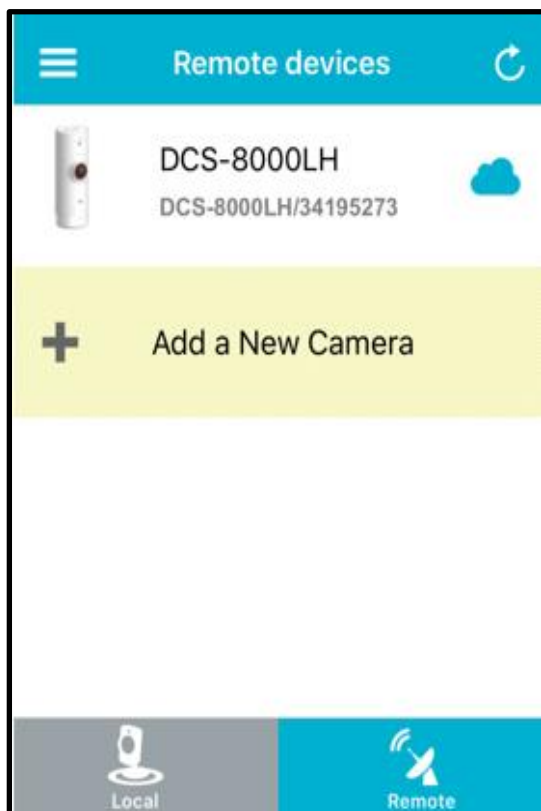 Remote devices
DCS-8000LH
DCS-8000LH/34195273
Add a New Camera
Local
Remote